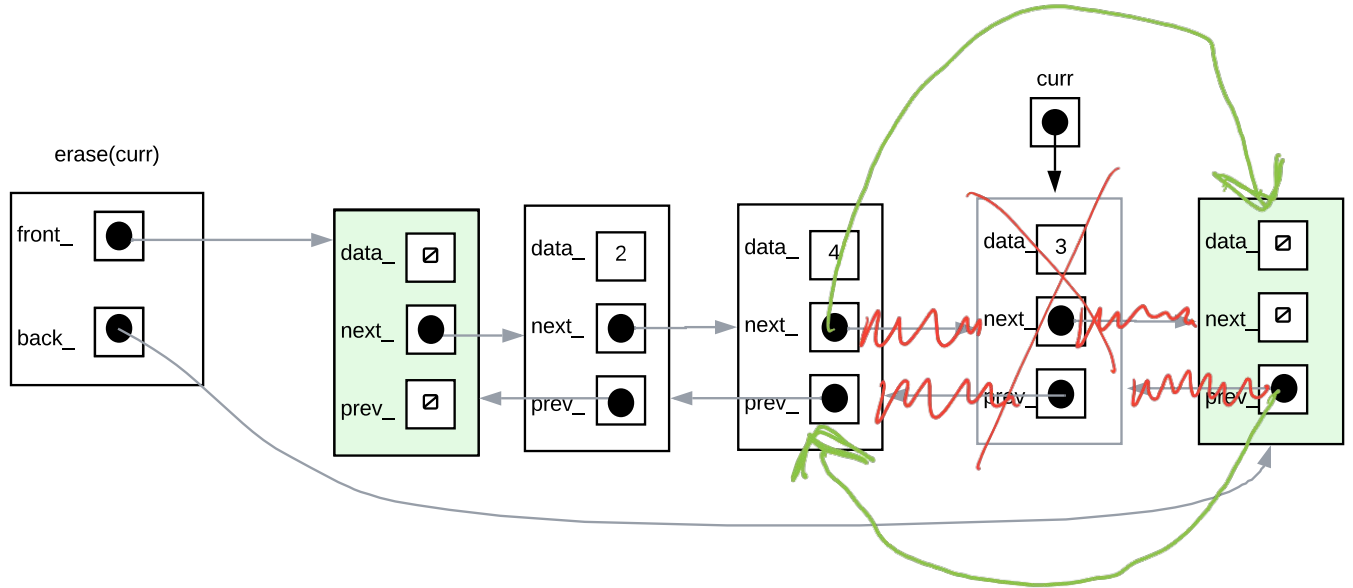 curr
erase(curr)
front_
back_
data_
next_
prev_
data_ 2
next_
prev_
data_ 4
next_
prev_
data_ 3
next_
prev_
data_
next_
prev_